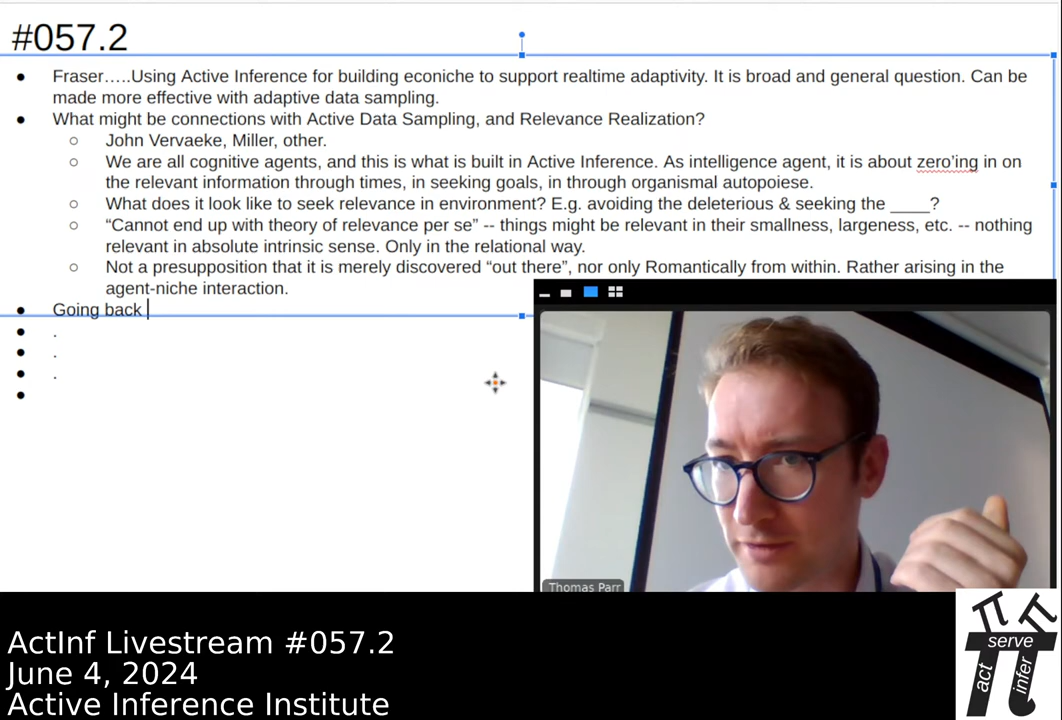 #057.2
● Fraser…..Using Active Inference for building econiche to support realtime adaptivity. It is broad and general question. Can be
made more effective with adaptive data sampling.
● What might be connections with Active Data Sampling, and Relevance Realization?
○ John Vervaeke, Miller, other.
○ We are all cognitive agents, and this is what is built in Active Inference. As intelligence agent, it is about zero’ing in on
the relevant information through times, in seeking goals, in through organismal autopoiese.
○ What does it look like to seek relevance in environment? E.g. avoiding the deleterious & seeking the ____?
○ “Cannot end up with theory of relevance per se” -- things might be relevant in their smallness, largeness, etc. -- nothing
relevant in absolute intrinsic sense. Only in the relational way.
○ Not a presupposition that it is merely discovered “out there”, nor only Romantically from within. Rather arising in the
agent-niche interaction.
● Going back
● .
● .
● .
●
Thomas Parr
ActInf Livestream #057.2
June 4, 2024
Active Inference Institute
serve
act
infer